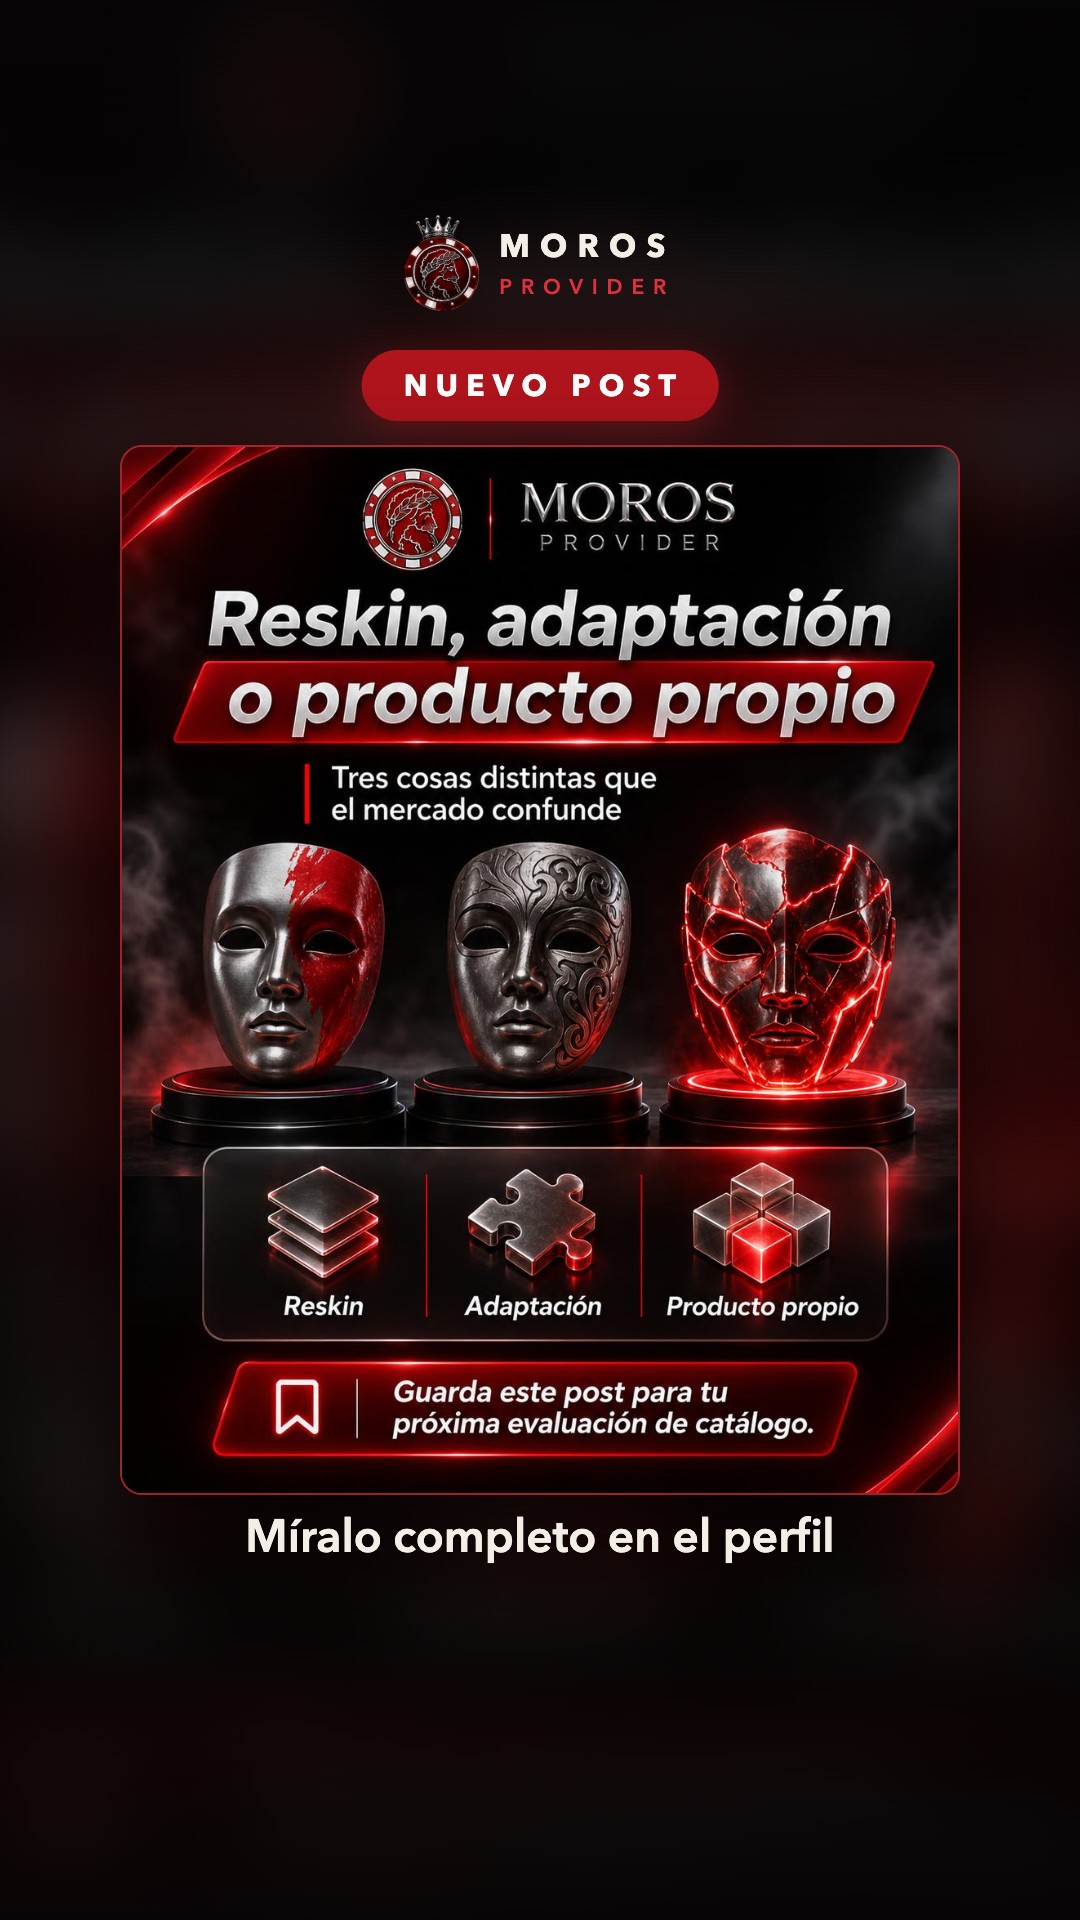 MOROS
PROVIDER
NUEVO POST
MOROS
PROVIDER
Reskin, adaptación
o producto propio
Tres cosas distintas que
el mercado confunde
Reskin
Adaptación
Producto propio
Guarda este post para tu
próxima evaluación de catálogo.
Míralo completo en el perfil